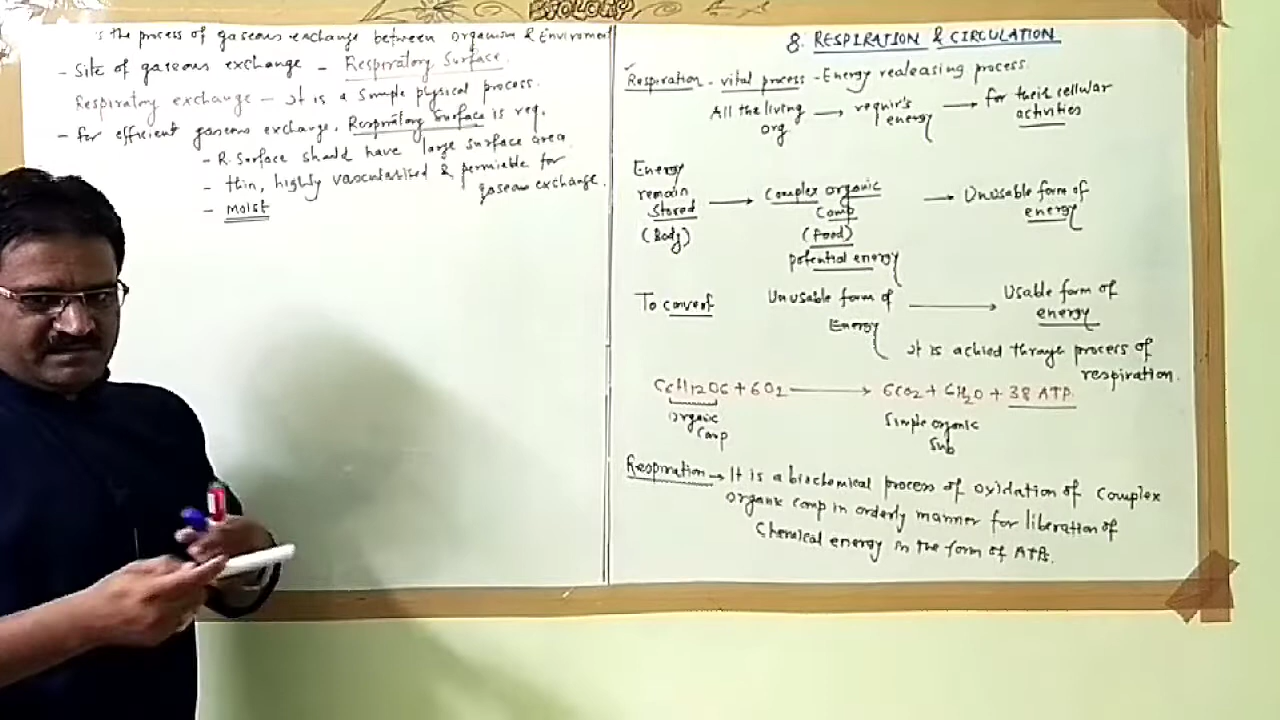 BIOLOGY
is the process of gaseous exchange between organism & Enviroment
- Site of gaseous exchange - Respiratory Surface.
Respiratory exchange - It is a simple physical process.
- for efficient gaseous exchange, Respiratory Surface is req.
- R. Surface should have large surface area
- thin, highly vascularised & permiable for
gaseous exchange.
- moist
8. RESPIRATION & CIRCULATION
Respiration - vital process - Energy realeasing process.
All the living org → requir's energy → for their cellular activities
Energy remain Stored (Body) → Complex organic Comp (food) potential energy → Unusable form of energy
To convert Unusable form of Energy → Usable form of energy
it is achied through process of
respiration.
C6H12O6 + 6O2 → 6CO2 + 6H2O + 38 ATP.
organic Comp
Simple organic Sub
Respiration → It is a biochemical process of oxidation of complex
organic comp in orderly manner for liberation of
Chemical energy in the form of ATPs.